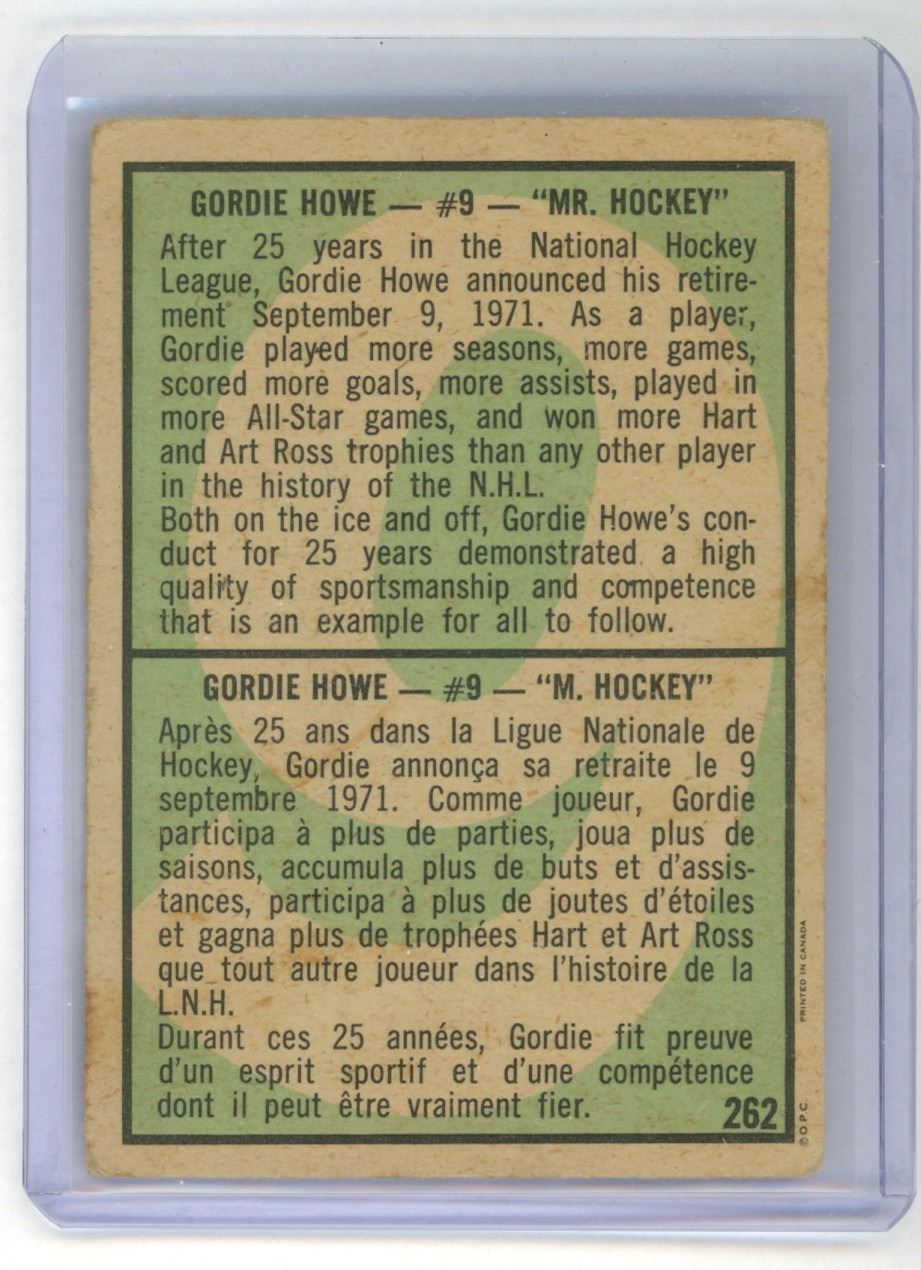 GORDIE HOWE — #9 — “MR. HOCKEY”
After 25 years in the National Hockey
League, Gordie Howe announced his retire-
ment September 9, 1971. As a player,
Gordie played more seasons, more games,
scored more goals, more assists, played in
more All-Star games, and won more Hart
and Art Ross trophies than any other player
in the history of the N.H.L.
Both on the ice and off, Gordie Howe’s con-
duct for 25 years demonstrated a high
quality of sportsmanship and competence
that is an example for all to follow.
GORDIE HOWE — #9 — “M. HOCKEY”
Après 25 ans dans la Ligue Nationale de
Hockey, Gordie annonça sa retraite le 9
septembre 1971. Comme joueur, Gordie
participa à plus de parties, joua plus de
saisons, accumula plus de buts et d’assis-
tances, participa à plus de joutes d’étoiles
et gagna plus de trophées Hart et Art Ross
que tout autre joueur dans l’histoire de la
L.N.H.
Durant ces 25 années, Gordie fit preuve
d’un esprit sportif et d’une compétence
dont il peut être vraiment fier.
262
©O.P.C.
PRINTED IN CANADA